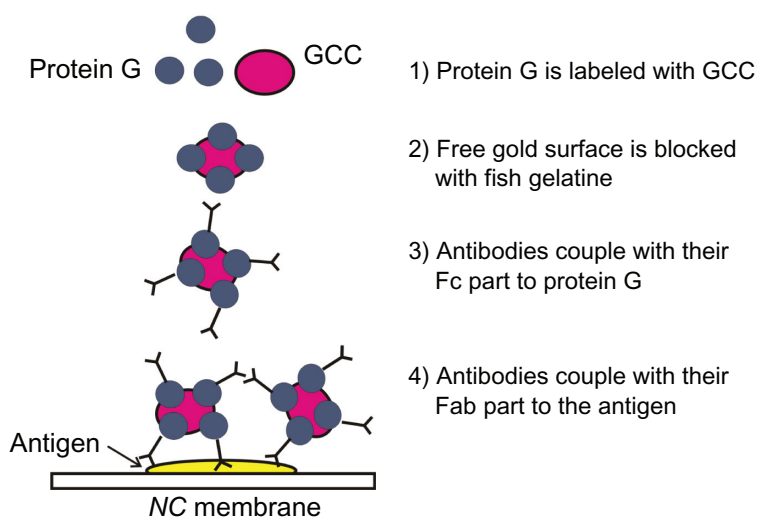 Protein G
GCC
1) Protein G is labeled with GCC
2) Free gold surface is blocked
with fish gelatine
3) Antibodies couple with their
Fc part to protein G
4) Antibodies couple with their
Fab part to the antigen
Antigen
NC membrane